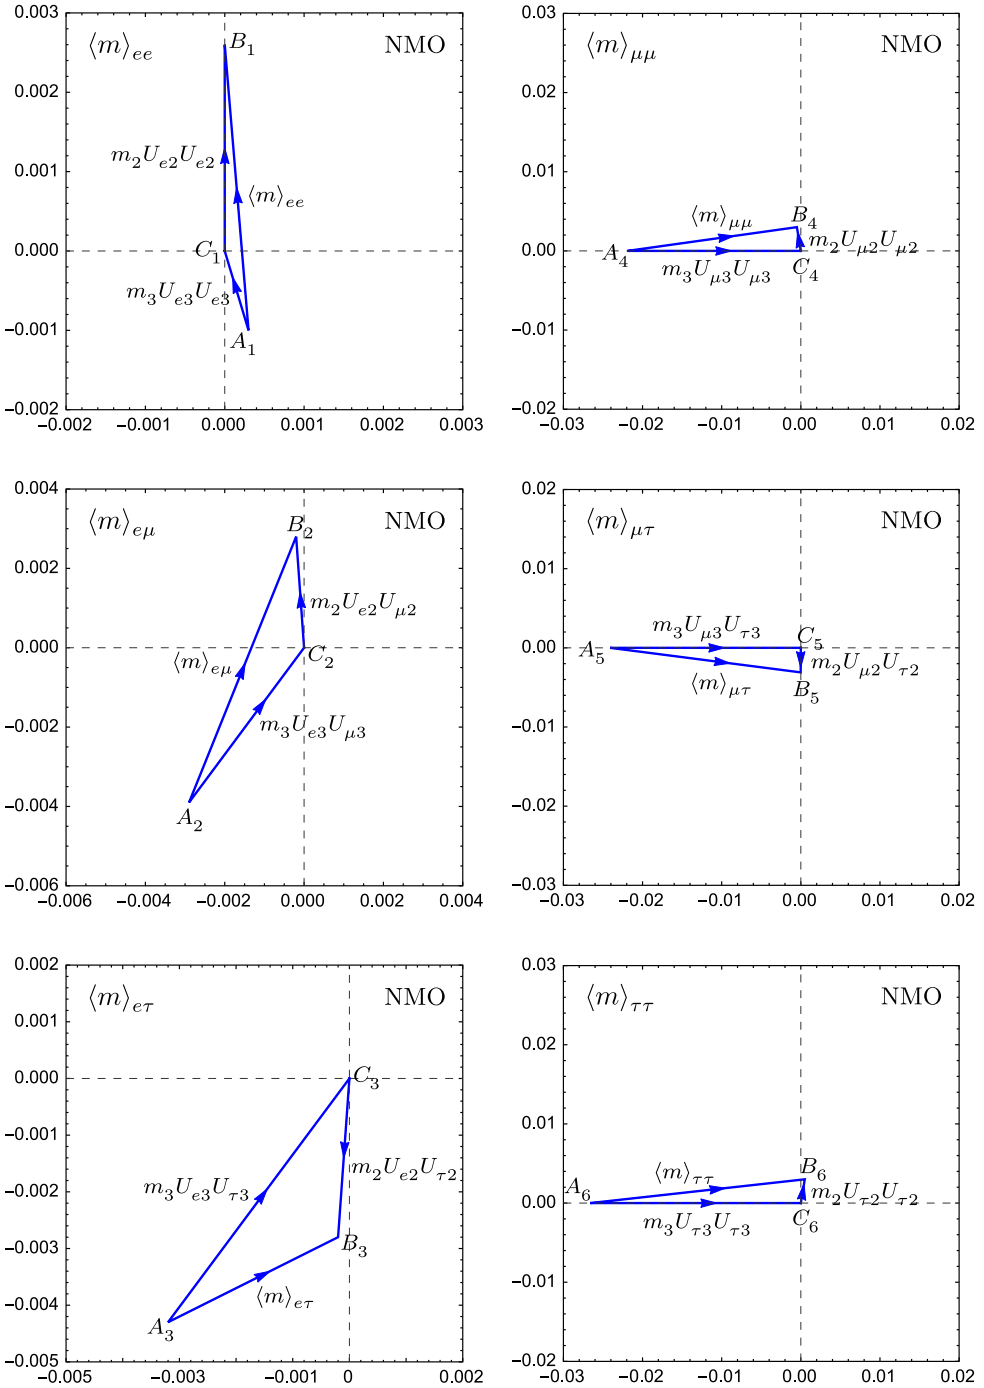 ⟨m⟩ee NMO
0.003
0.002
0.001
0.000
−0.001
−0.002
−0.002 −0.001 0.000 0.001 0.002 0.003
B1
m2Ue2Ue2
⟨m⟩ee
C1
m3Ue3Ue3
A1
⟨m⟩μμ NMO
0.03
0.02
0.01
0.00
−0.01
−0.02
−0.03 −0.02 −0.01 0.00 0.01 0.02
⟨m⟩μμ
B4
A4
m2Uμ2Uμ2
m3Uμ3Uμ3
C4
⟨m⟩eμ NMO
0.004
0.002
0.000
−0.002
−0.004
−0.006
−0.006 −0.004 −0.002 0.000 0.002 0.004
B2
m2Ue2Uμ2
C2
⟨m⟩eμ
m3Ue3Uμ3
A2
⟨m⟩μτ NMO
0.02
0.01
0.00
−0.01
−0.02
−0.03
−0.03 −0.02 −0.01 0.00 0.01 0.02
m3Uμ3Uτ3
C5
A5
m2Uμ2Uτ2
⟨m⟩μτ
B5
⟨m⟩eτ NMO
0.002
0.001
0.000
−0.001
−0.002
−0.003
−0.004
−0.005
−0.005 −0.004 −0.003 −0.002 −0.001 0 0.001 0.002
C3
m2Ue2Uτ2
m3Ue3Uτ3
B3
⟨m⟩eτ
A3
⟨m⟩ττ NMO
0.03
0.02
0.01
0.00
−0.01
−0.02
−0.03 −0.02 −0.01 0.00 0.01 0.02
⟨m⟩ττ
B6
A6
m2Uτ2Uτ2
m3Uτ3Uτ3
C6